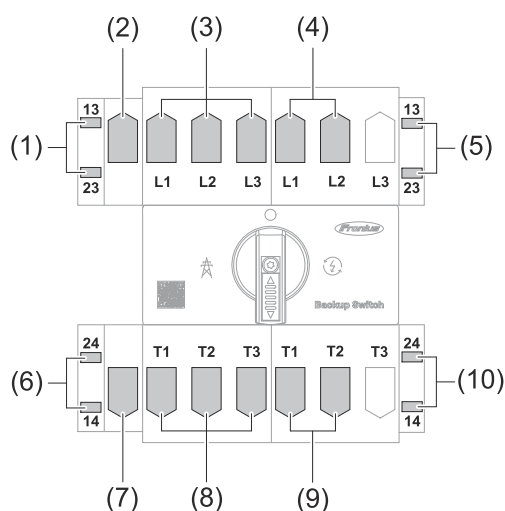 (2) (3) (4)
13 13
(1) (5)
23 L1 L2 L3 L1 L2 L3 23
Fronius
Backup Switch
24 T1 T2 T3 T1 T2 T3 24
(6) (10)
14 14
(7) (8) (9)